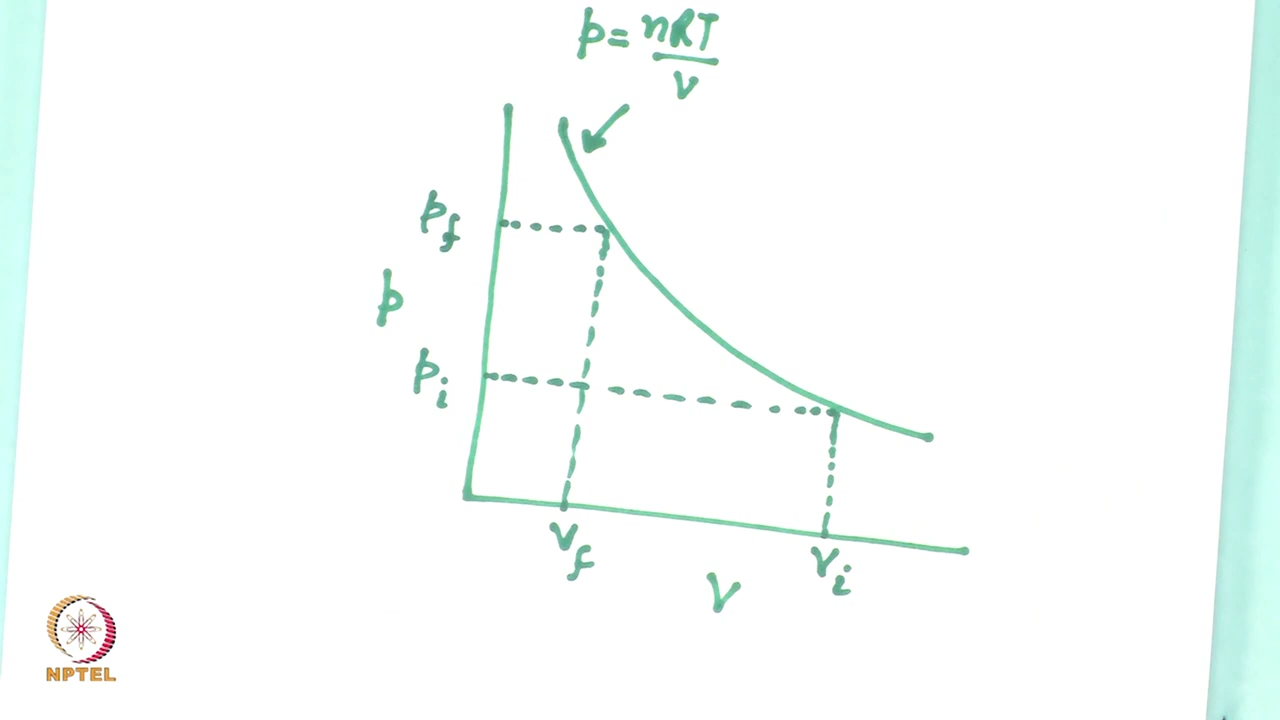 p = nRT
V
p_f
p
p_i
V_f
V_i
V
NPTEL